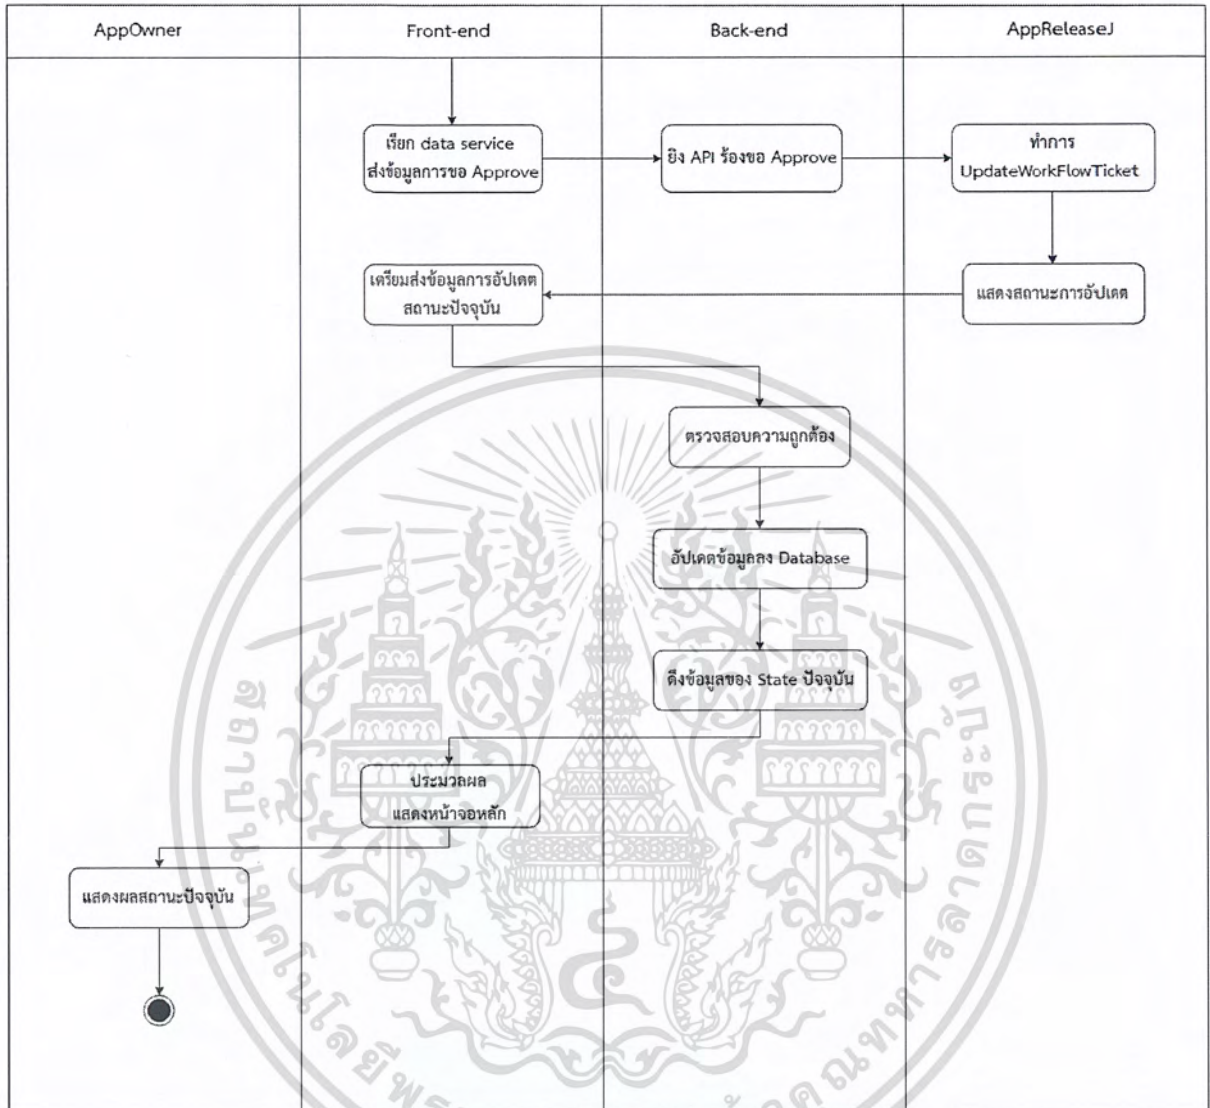 AppOwner
Front-end
Back-end
AppReleaseJ
เรียก data service
ส่งข้อมูลการขอ Approve
ยิง API ร้องขอ Approve
ทำการ
UpdateWorkFlowTicket
เตรียมส่งข้อมูลการอัปเดต
สถานะปัจจุบัน
แสดงสถานะการอัปเดต
ตรวจสอบความถูกต้อง
อัปเดตข้อมูลลง Database
ดึงข้อมูลของ State ปัจจุบัน
ประมวลผล
แสดงหน้าจอหลัก
แสดงผลสถานะปัจจุบัน